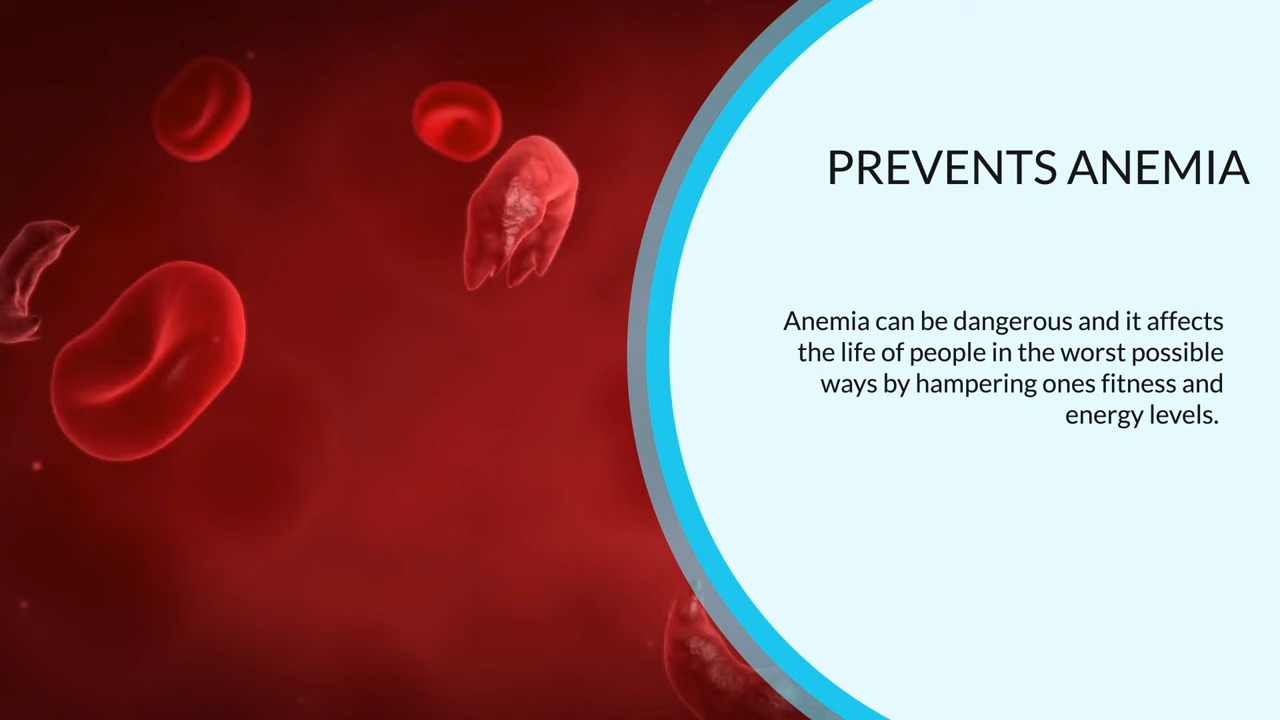 PREVENTS ANEMIA
Anemia can be dangerous and it affects
the life of people in the worst possible
ways by hampering ones fitness and
energy levels.